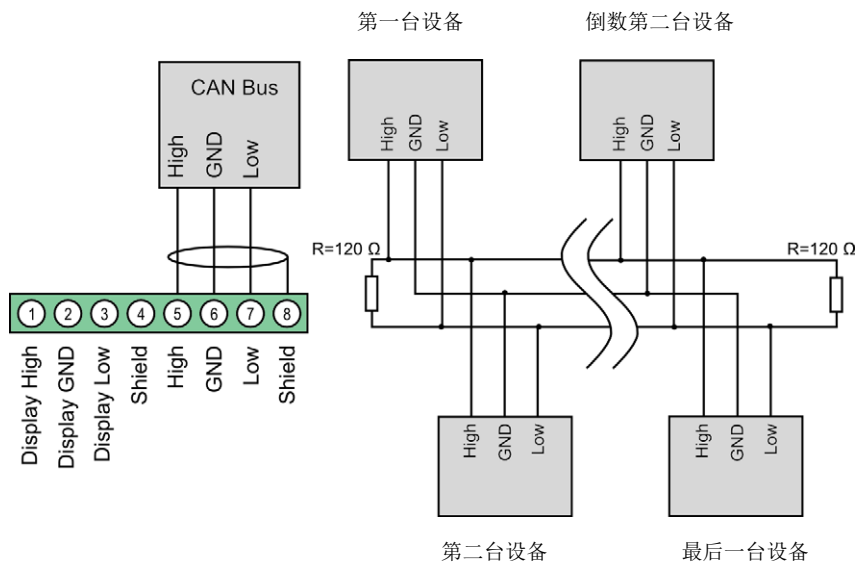 第一台设备
倒数第二台设备
CAN Bus
High
GND
Low
High
GND
Low
High
GND
Low
R=120 Ω
R=120 Ω
1
2
3
4
5
6
7
8
Display High
Display GND
Display Low
Shield
High
GND
Low
Shield
High
GND
Low
High
GND
Low
第二台设备
最后一台设备